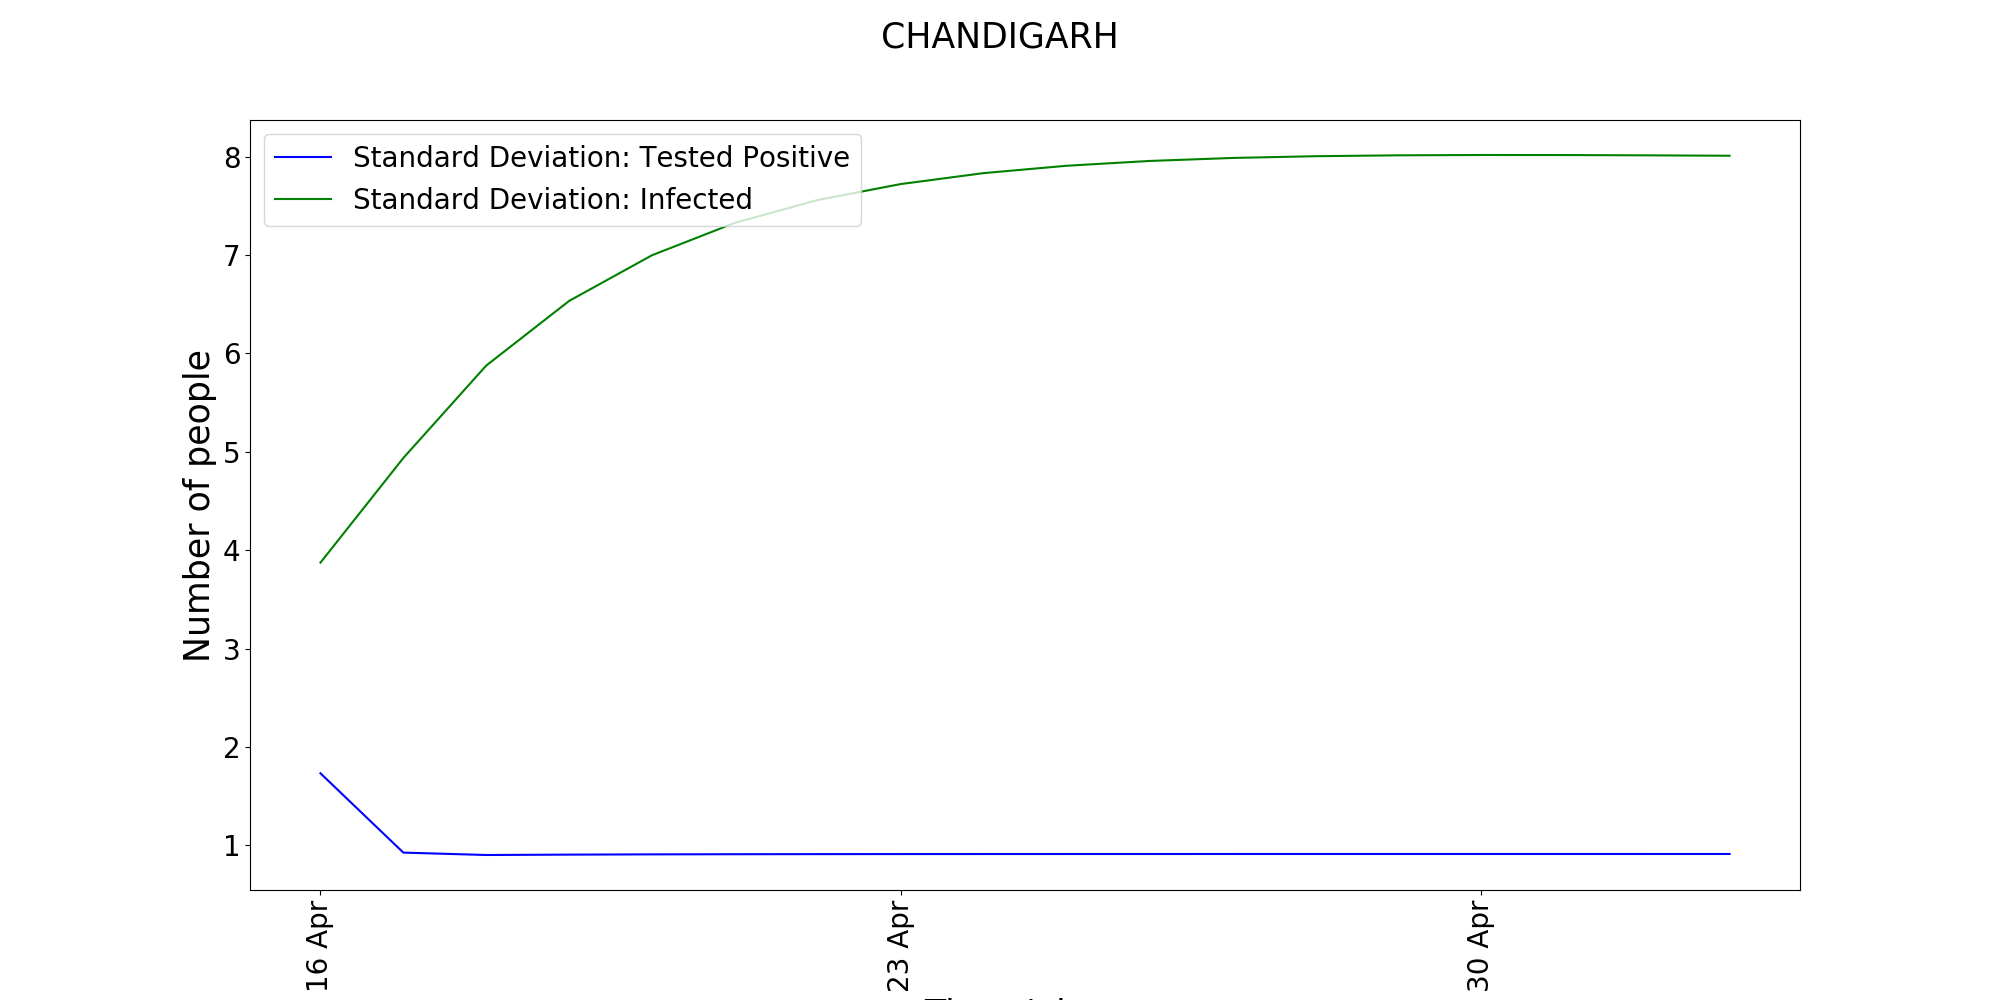 CHANDIGARH
Standard Deviation: Tested Positive
Standard Deviation: Infected
8
7
6
5
4
3
2
1
Number of people
16 Apr
23 Apr
30 Apr